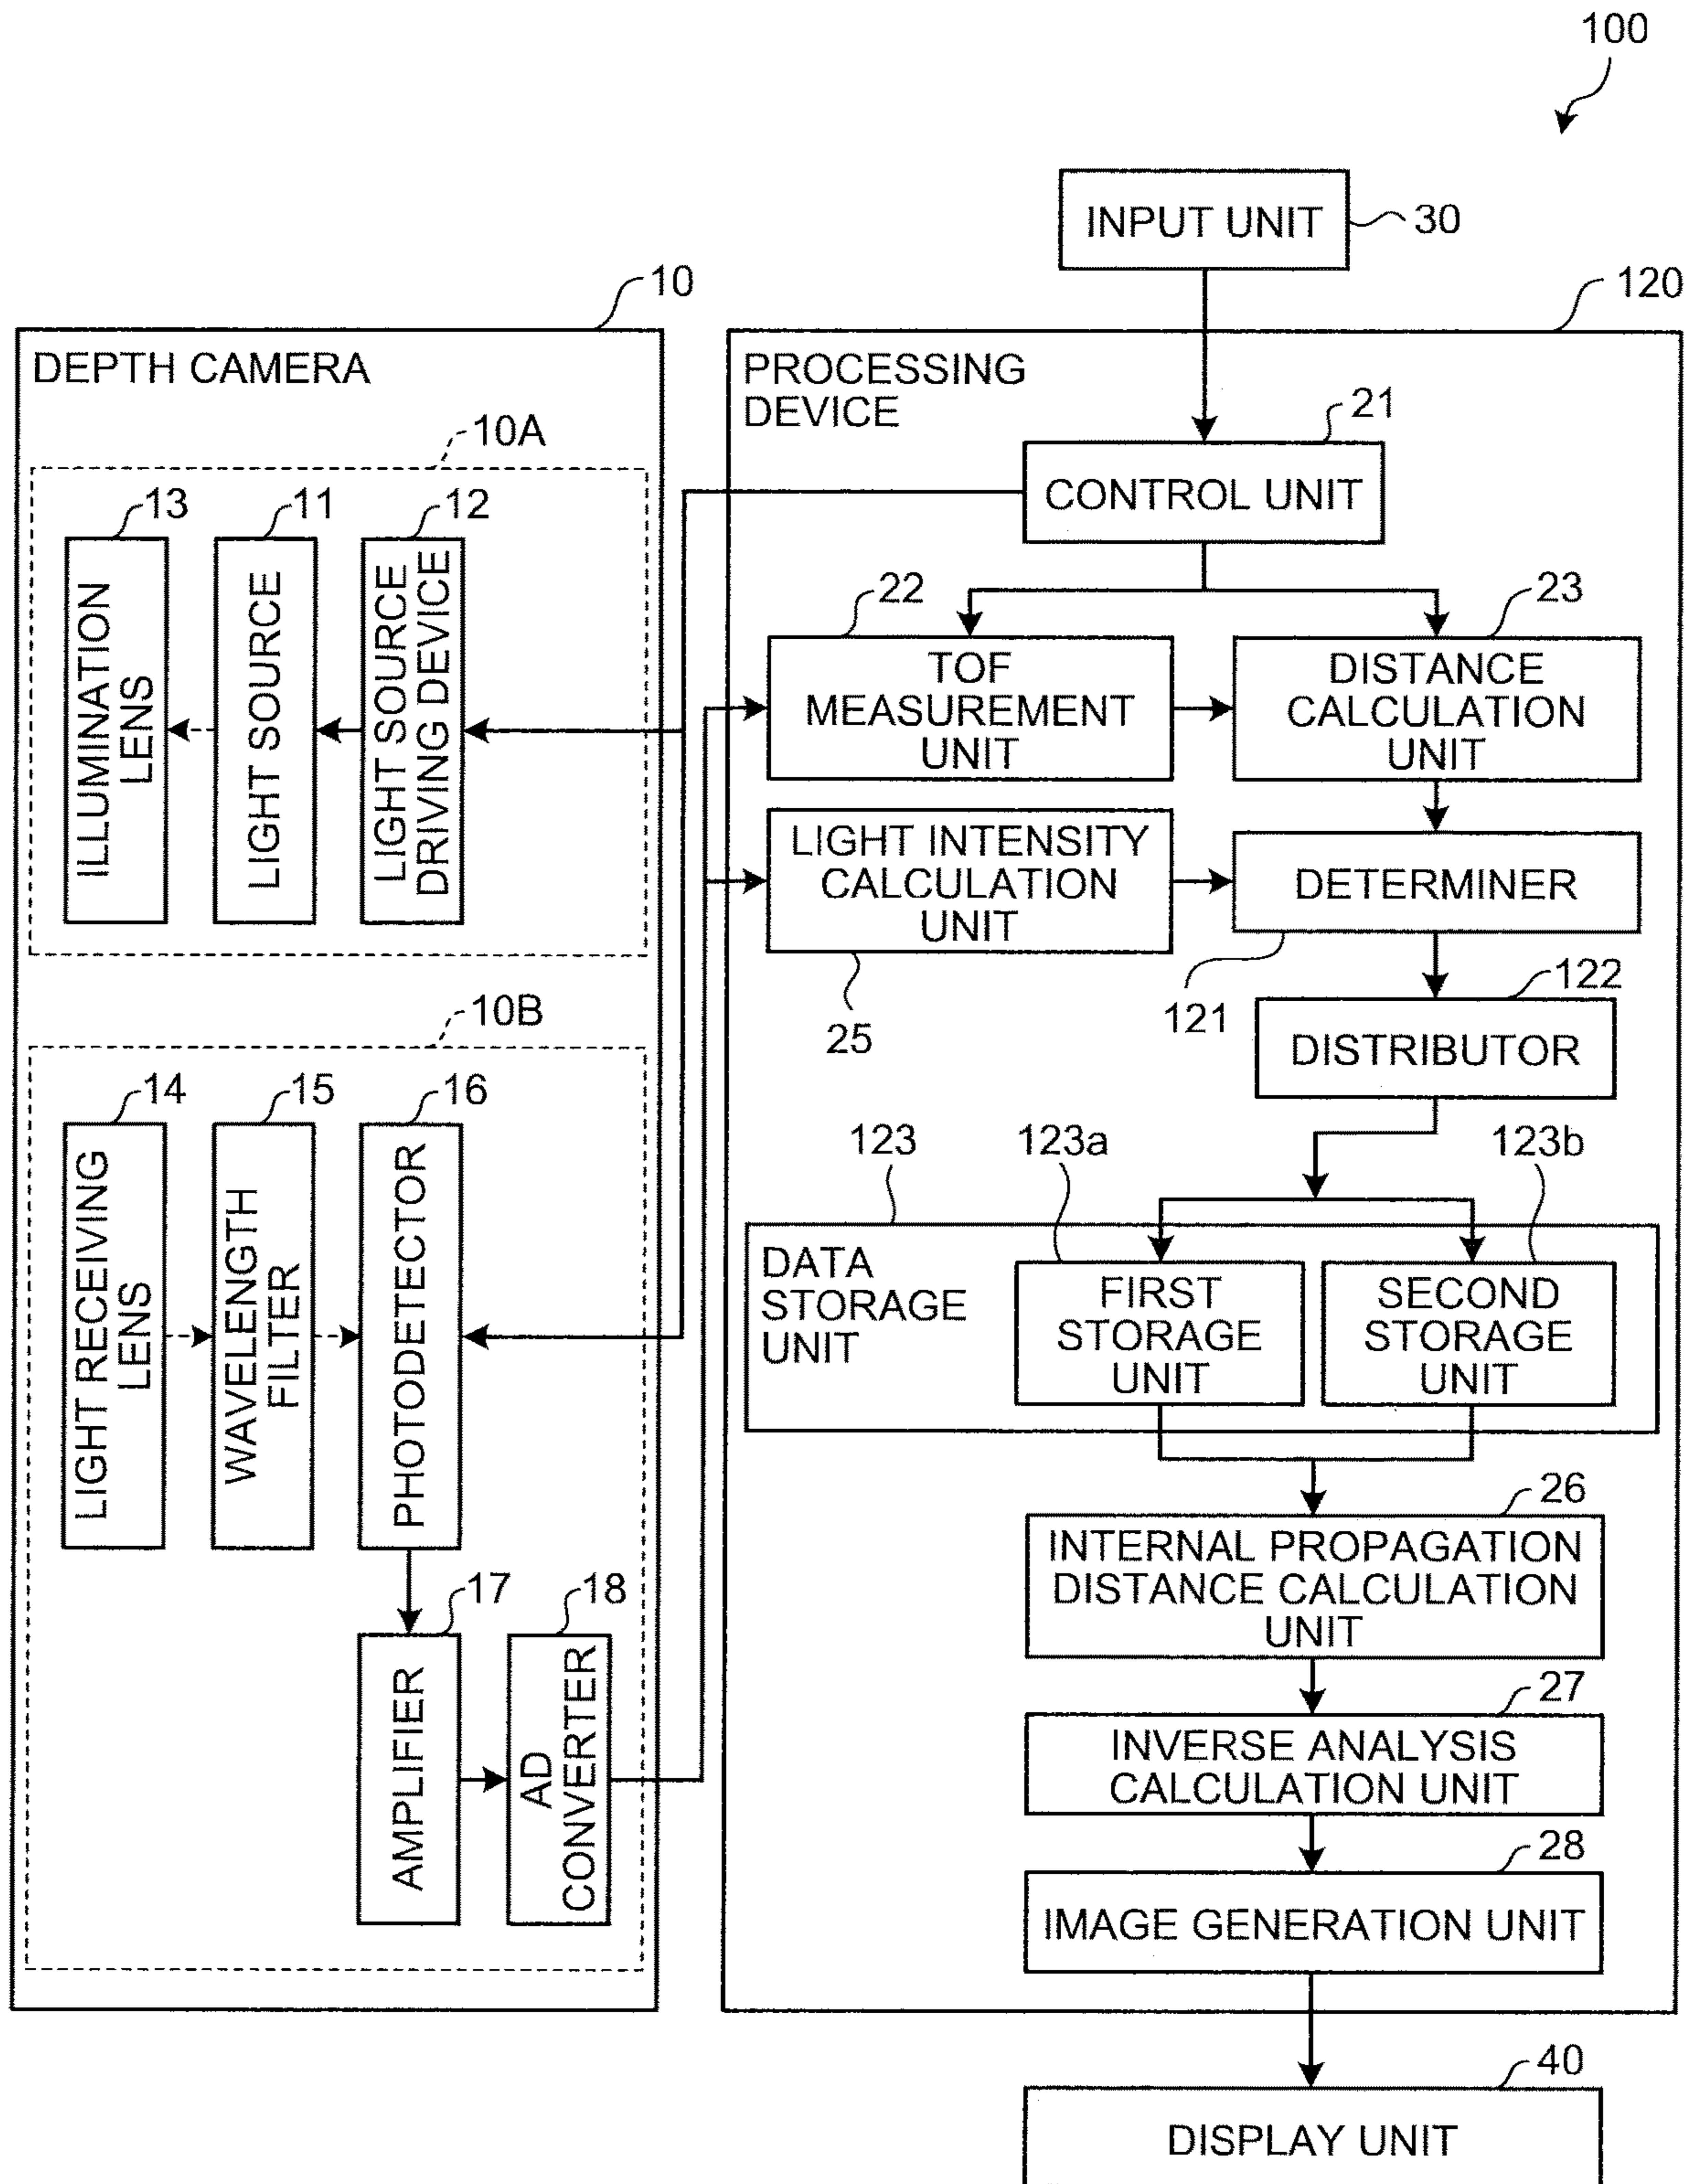 100
INPUT UNIT
30
10
120
DEPTH CAMERA
PROCESSING
DEVICE
10A
21
CONTROL UNIT
13
11
12
ILLUMINATION
LENS
LIGHT SOURCE
LIGHT SOURCE
DRIVING DEVICE
22
23
TOF
MEASUREMENT
UNIT
DISTANCE
CALCULATION
UNIT
LIGHT INTENSITY
CALCULATION
UNIT
DETERMINER
25
121
122
DISTRIBUTOR
10B
14
15
16
LIGHT RECEIVING
LENS
WAVELENGTH
FILTER
PHOTODETECTOR
123
123a
123b
DATA
STORAGE
UNIT
FIRST
STORAGE
UNIT
SECOND
STORAGE
UNIT
17
18
AMPLIFIER
AD
CONVERTER
26
INTERNAL PROPAGATION
DISTANCE CALCULATION
UNIT
27
INVERSE ANALYSIS
CALCULATION UNIT
28
IMAGE GENERATION UNIT
40
DISPLAY UNIT